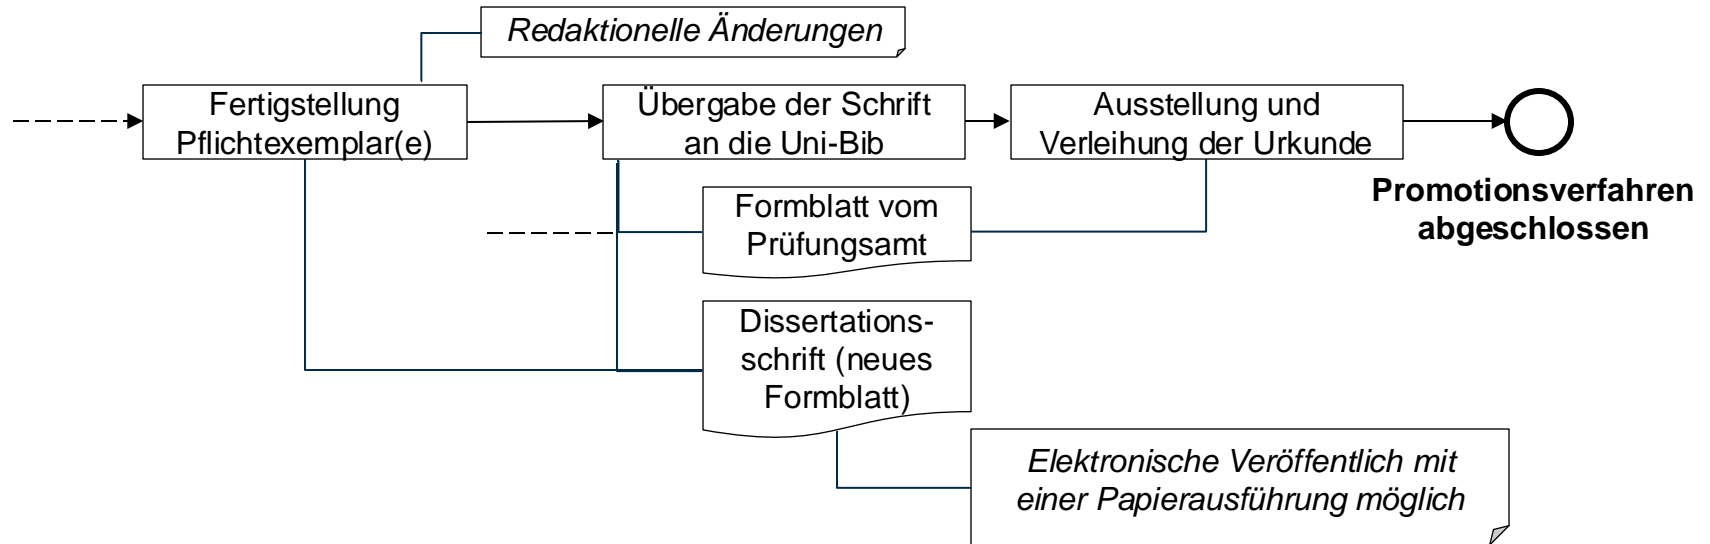 Redaktionelle Änderungen
Fertigstellung
Pflichtexemplar(e)
Übergabe der Schrift
an die Uni-Bib
Ausstellung und
Verleihung der Urkunde
Promotionsverfahren
abgeschlossen
Formblatt vom
Prüfungsamt
Dissertations-
schrift (neues
Formblatt)
Elektronische Veröffentlich mit
einer Papierausführung möglich